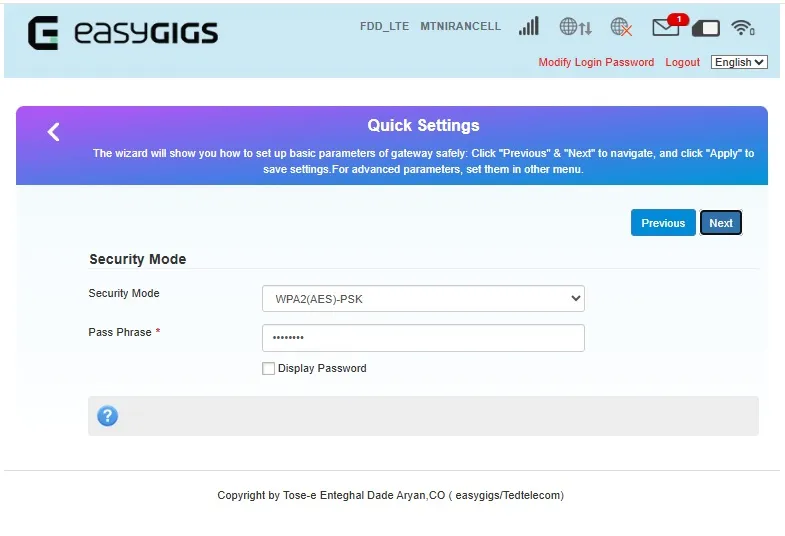 easyGIGS
FDD_LTE MTNIRANCELL 1 0
Modify Login Password Logout English
Quick Settings
The wizard will show you how to set up basic parameters of gateway safely: Click "Previous" & "Next" to navigate, and click "Apply" to
save settings.For advanced parameters, set them in other menu.
Previous Next
Security Mode
Security Mode WPA2(AES)-PSK
Pass Phrase * ••••••••
Display Password
?
Copyright by Tose-e Enteghal Dade Aryan,CO ( easygigs/Tedtelecom)